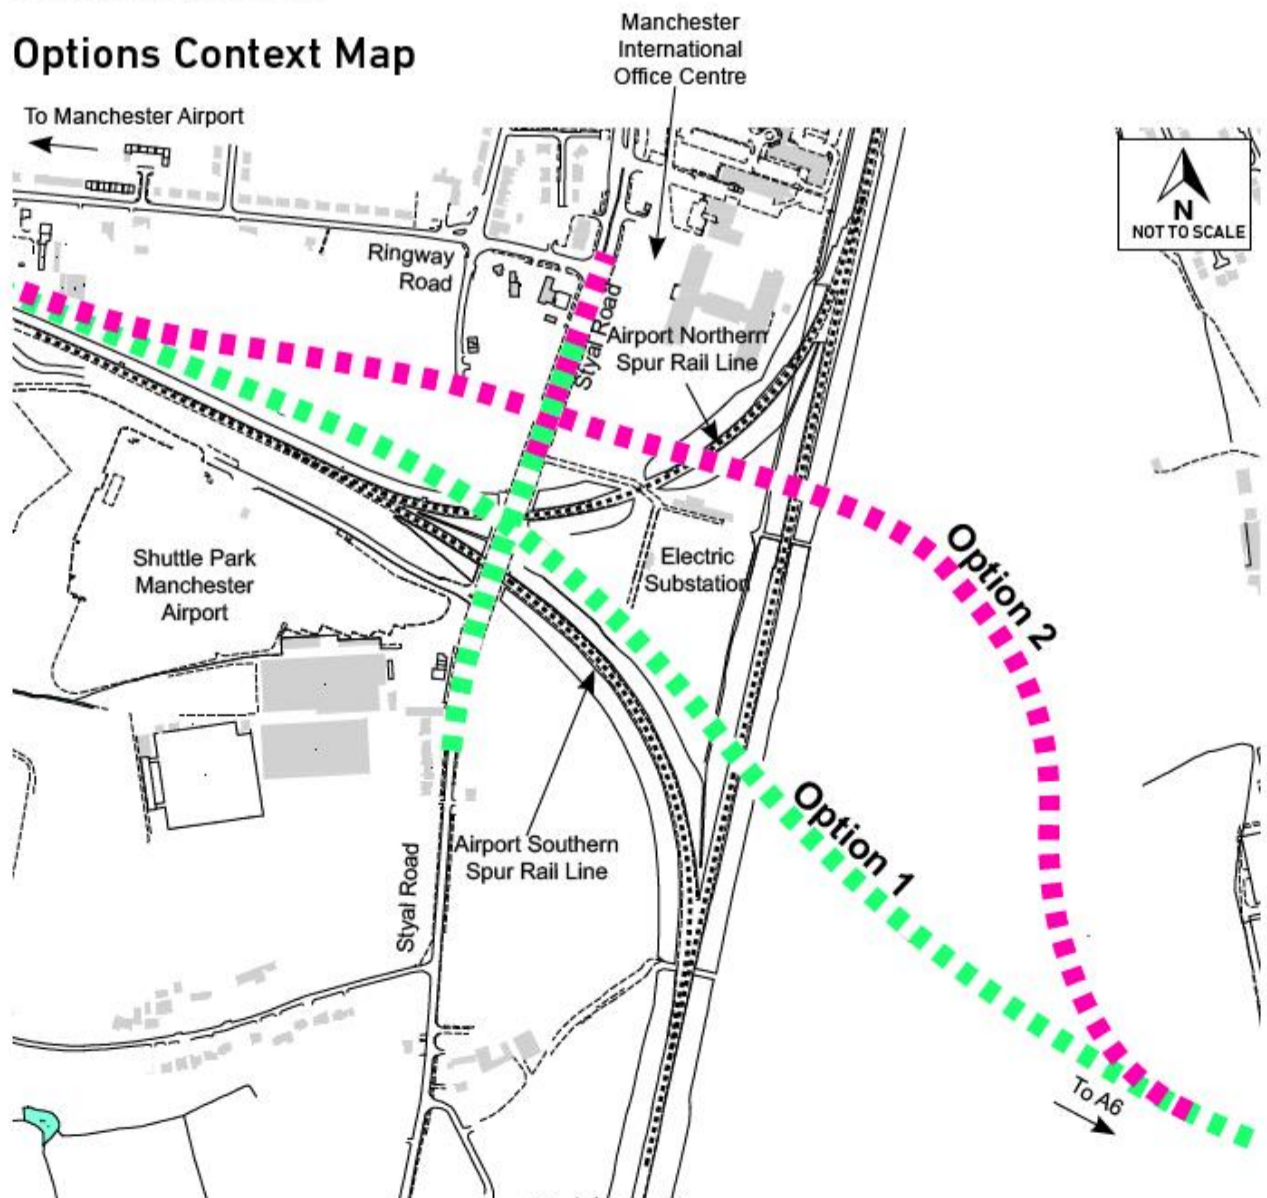 Options Context Map
Manchester
International
Office Centre
To Manchester Airport
N
NOT TO SCALE
Ringway
Road
Styal Road
Airport Northern
Spur Rail Line
Option 2
Shuttle Park
Manchester
Airport
Electric
Substation
Option 1
Airport Southern
Spur Rail Line
Styal Road
To A6